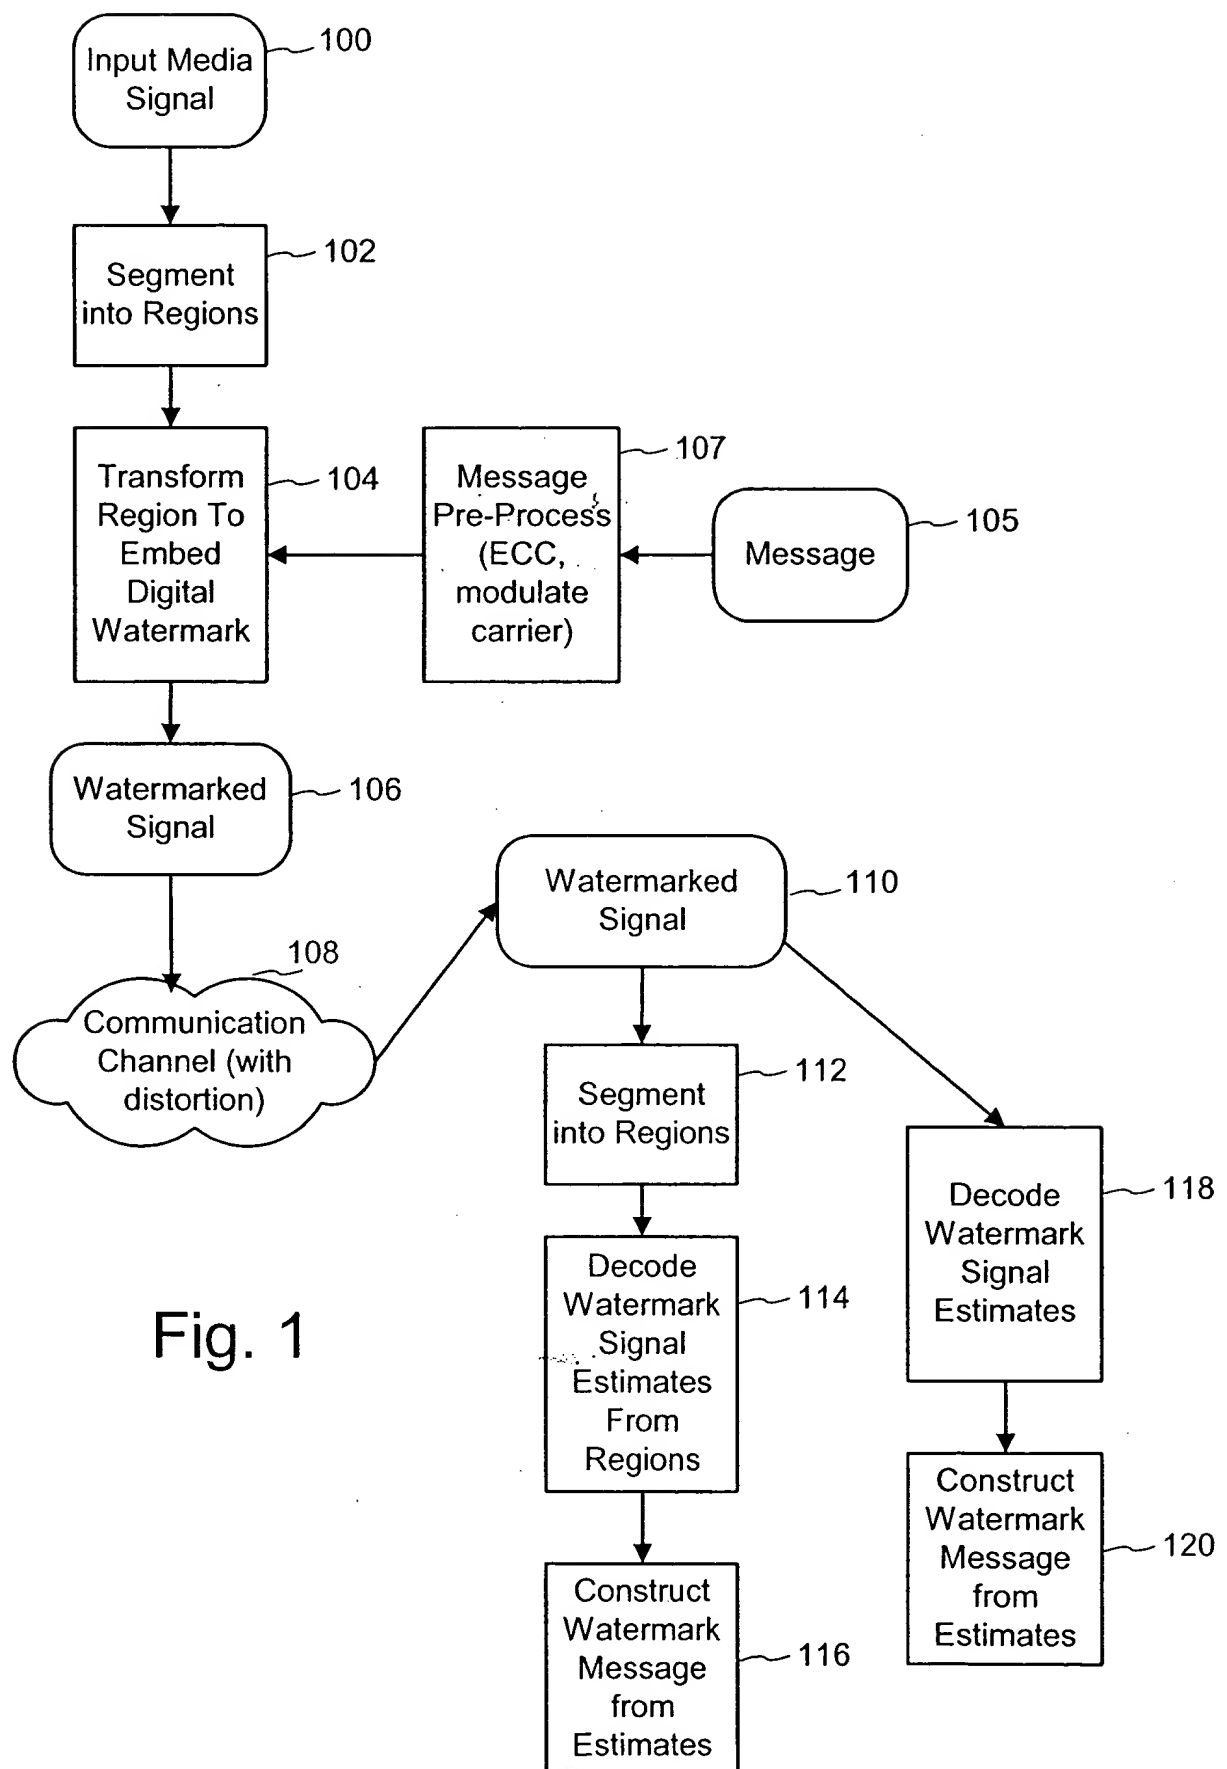 Input Media
Signal
100
Segment
into Regions
102
Transform
Region To
Embed
Digital
Watermark
104
Message
Pre-Process
(ECC,
modulate
carrier)
107
Message
105
Watermarked
Signal
106
Communication
Channel (with
distortion)
108
Watermarked
Signal
110
Segment
into Regions
112
Decode
Watermark
Signal
Estimates
From
Regions
114
Construct
Watermark
Message
from
Estimates
116
Decode
Watermark
Signal
Estimates
118
Construct
Watermark
Message
from
Estimates
120
Fig. 1